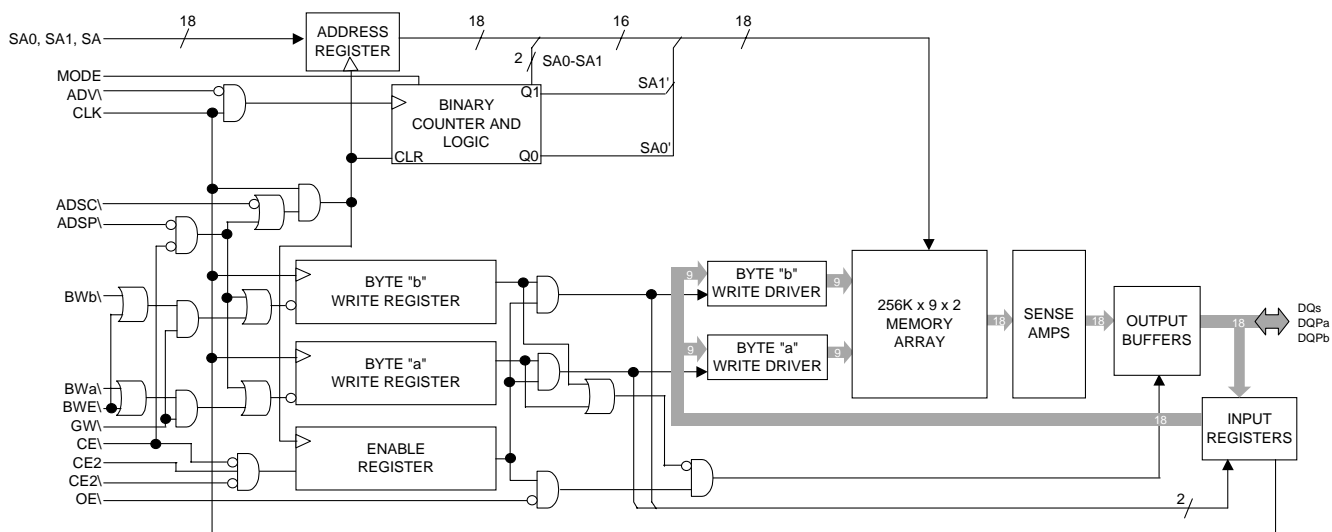 18
ADDRESS
REGISTER
18
16
18
SA0, SA1, SA
2
SA0-SA1
MODE
ADV\
CLK
BINARY
COUNTER AND
LOGIC
Q1
SA1'
CLR
Q0
SA0'
ADSC\
ADSP\
BYTE "b"
WRITE REGISTER
9
BYTE "b"
WRITE DRIVER
9
BWb\
256K x 9 x 2
MEMORY
ARRAY
18
SENSE
AMPS
18
OUTPUT
BUFFERS
18
DQs
DQPa
DQPb
BYTE "a"
WRITE REGISTER
9
BYTE "a"
WRITE DRIVER
9
BWa\
BWE\
GW\
CE\
CE2
CE2\
OE\
ENABLE
REGISTER
18
INPUT
REGISTERS
2